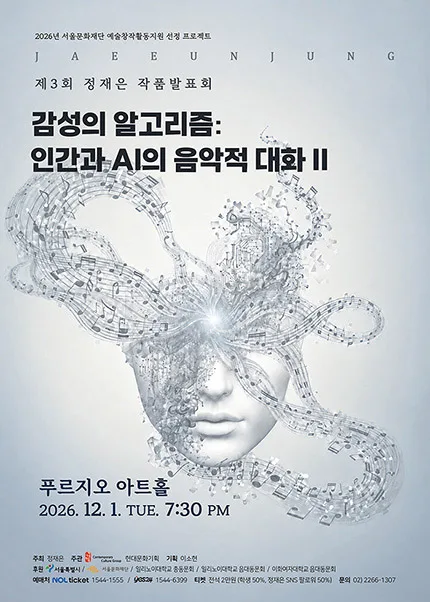 2026년 서울문화재단 예술창작활동지원 선정 프로젝트
JAEEUNJUNG
제3회 정재은 작품발표회
감성의 알고리즘:
인간과 AI의 음악적 대화 II
푸르지오 아트홀
2026. 12. 1. TUE. 7:30 PM
주최 정재은 주관 Contemporary Culture Group 현대문화기획 기획 이소현
후원 서울특별시 / 서울문화재단 / 일리노이대학교 총동문회 / 일리노이대학교 음대동문회 / 이화여자대학교 음대동문회
예매처 NOL ticket 1544-1555 / yes24 1544-6399 티켓 전석 2만원 (학생 50%, 정재은 SNS 팔로워 50%) 문의 02) 2266-1307